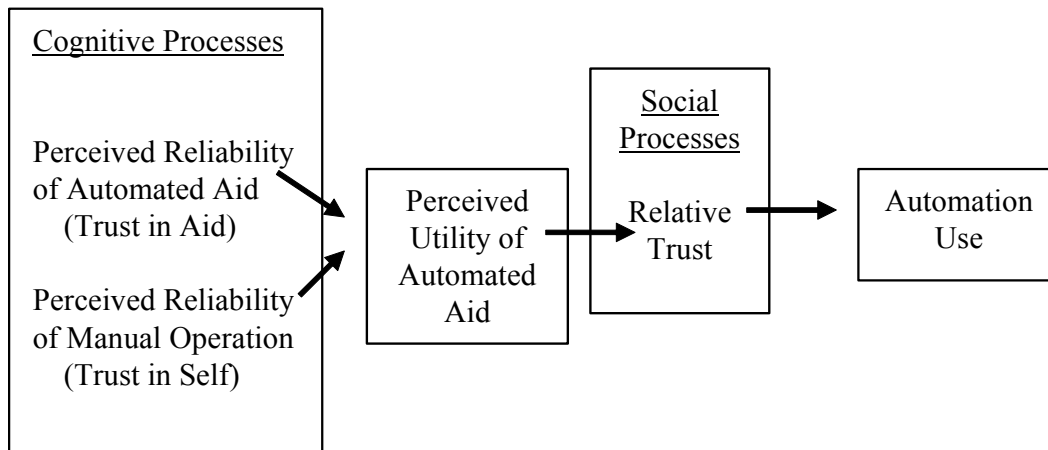 Cognitive Processes
Perceived Reliability
of Automated Aid
(Trust in Aid)
Perceived Reliability
of Manual Operation
(Trust in Self)
Perceived
Utility of
Automated
Aid
Social
Processes
Relative
Trust
Automation
Use